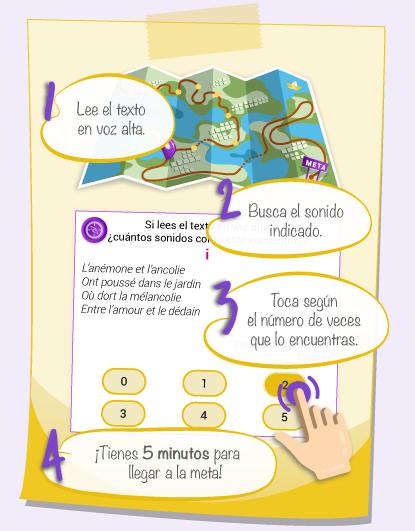 1
Lee el texto
en voz alta.
META
2
Busca el sonido
indicado.
Si lees el text
¿cuántos sonidos co
i
L'anémone et l'ancolie
Ont poussé dans le jardin
Où dort la mélancolie
Entre l'amour et le dédain
3
Toca según
el número de veces
que lo encuentras.
0 1 2
3 4 5
4
¡Tienes 5 minutos para
llegar a la meta!